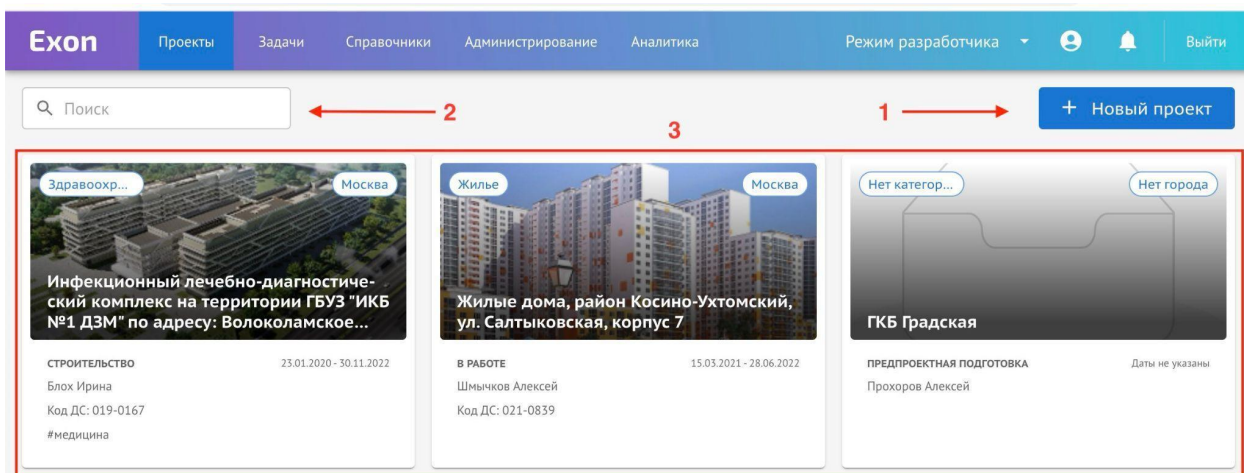 Exon Проекты Задачи Справочники Администрирование Аналитика Режим разработчика Выйти
Поиск
2
1
+ Новый проект
3
Здравоохр... Москва
Инфекционный лечебно-диагностиче-
ский комплекс на территории ГБУЗ "ИКБ
№1 ДЗМ" по адресу: Волоколамское...
СТРОИТЕЛЬСТВО 23.01.2020 - 30.11.2022
Блох Ирина
Код ДС: 019-0167
#медицина
Жилье Москва
Жилые дома, район Косино-Ухтомский,
ул. Салтыковская, корпус 7
В РАБОТЕ 15.03.2021 - 28.06.2022
Шмычков Алексей
Код ДС: 021-0839
Нет категор... Нет города
ГКБ Градская
ПРЕДПРОЕКТНАЯ ПОДГОТОВКА Даты не указаны
Прохоров Алексей